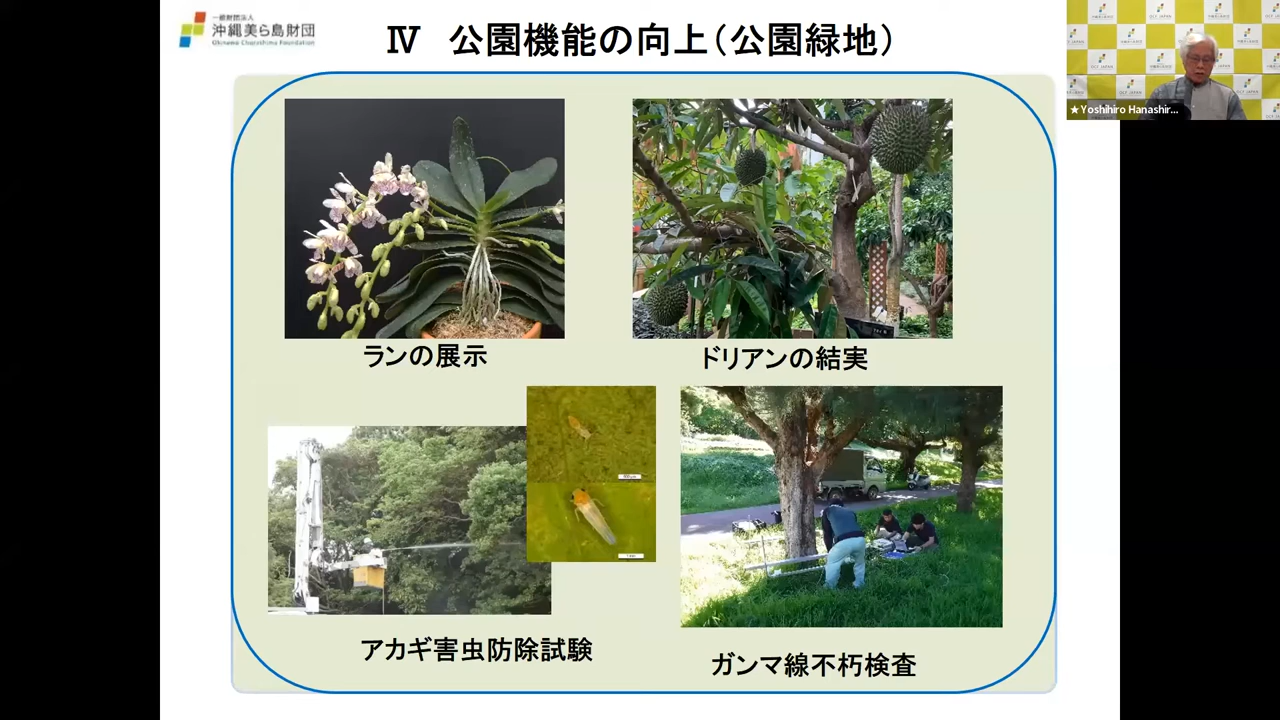 一般財団法人
沖縄美ら島財団
Okinawa Churashima Foundation
Ⅳ 公園機能の向上(公園緑地)
★Yoshihiro Hanashir...
ランの展示
ドリアンの結実
アカギ害虫防除試験
ガンマ線不朽検査